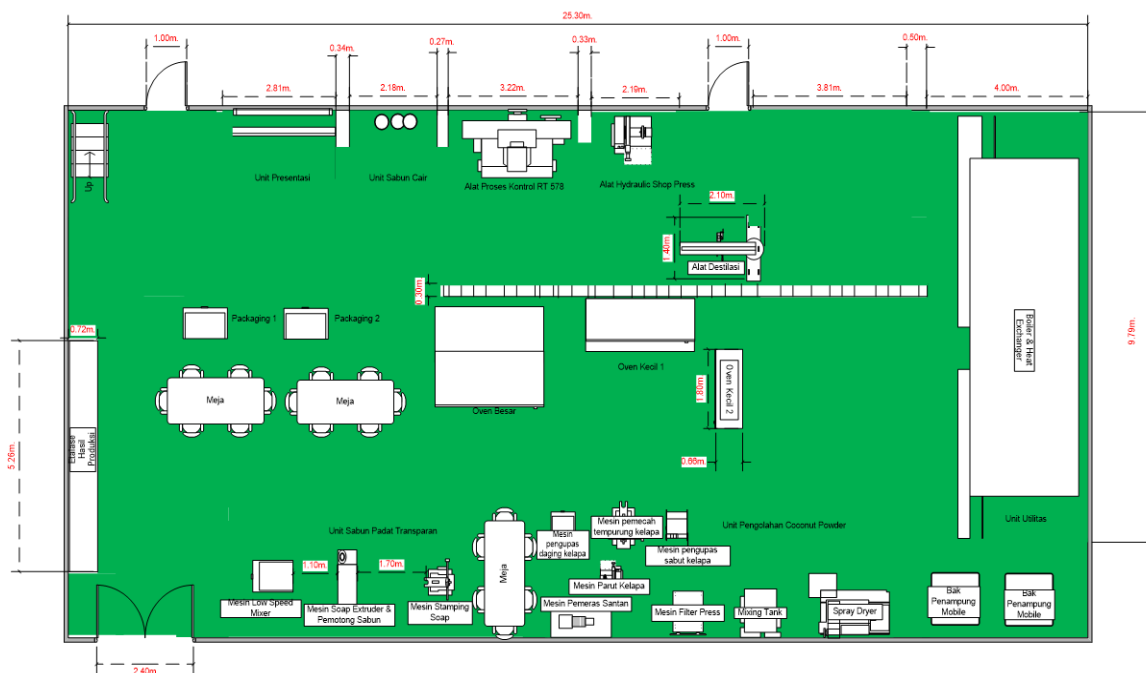 25.30m.
1.00m.
0.34m.
0.27m.
0.33m.
1.00m.
0.50m.
2.81m.
2.18m.
3.22m.
2.19m.
3.81m.
4.00m.
Up
Unit Presentasi
Unit Sabun Cair
Alat Proses Kontrol RT 578
Alat Hydraulic Shop Press
2.10m.
1.40m.
Alat Destilasi
0.30m.
Packaging 1
Packaging 2
0.72m.
Boiler & Heat
Exchanger
9.79m.
Oven Kecil 1
1.80m.
Oven Kecil 2
Meja
Meja
Oven Besar
5.26m.
Etalase
Hasil
Produksi
0.66m.
Unit Sabun Padat Transparan
Mesin pemecah
tempurung kelapa
Unit Pengolahan Coconut Powder
Unit Utilitas
Mesin
pengupas
daging kelapa
Mesin pengupas
sabut kelapa
1.10m.
1.70m.
Meja
Mesin Parut Kelapa
Mesin Low Speed
Mixer
Mesin Soap Extruder &
Pemotong Sabun
Mesin Stamping
Soap
Mesin Pemeras Santan
Mesin Filter Press
Mixing Tank
Spray Dryer
Bak
Penampung
Mobile
Bak
Penampung
Mobile
2.40m.